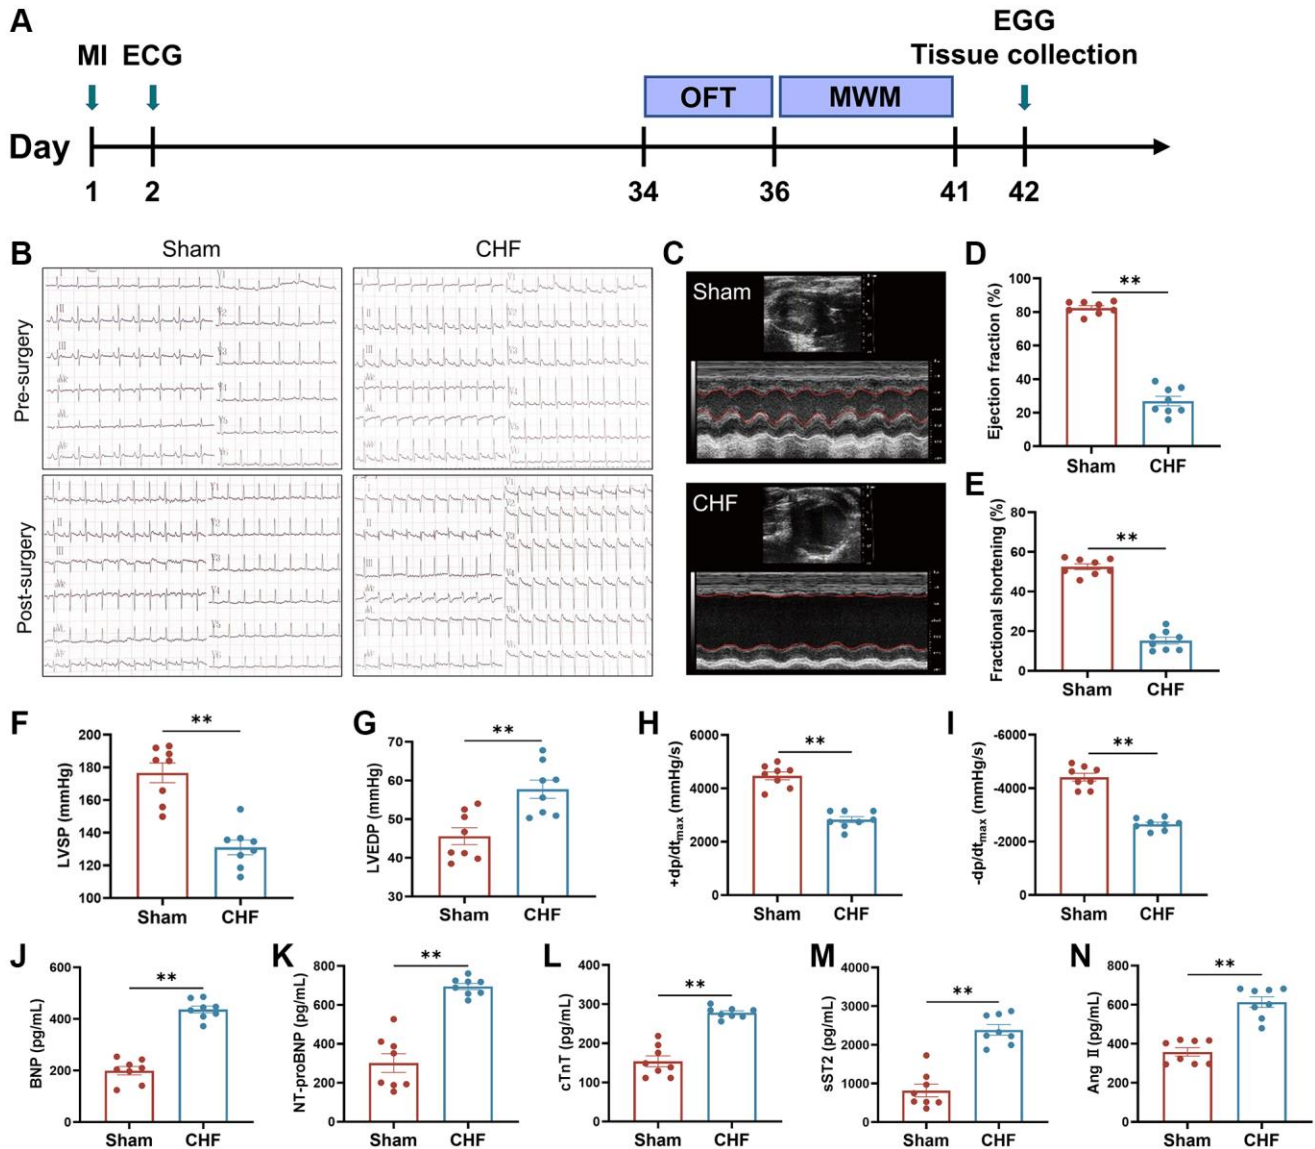 A
MI ECG
EGG
Tissue collection
OFT MWM
Day
1 2 34 36 41 42
B
Sham CHF
Pre-surgery
Post-surgery
C
Sham
CHF
D
Ejection fraction (%)
100
80
60
40
20
0
**
Sham CHF
E
Fractional shortening (%)
80
60
40
20
0
**
Sham CHF
F
LVSP (mmHg)
200
180
160
140
120
100
**
Sham CHF
G
LVEDP (mmHg)
70
60
50
40
30
**
Sham CHF
H
+dp/dtmax (mmHg/s)
6000
4000
2000
0
**
Sham CHF
I
-dp/dtmax (mmHg/s)
-6000
-4000
-2000
0
**
Sham CHF
J
BNP (pg/mL)
600
400
200
0
**
Sham CHF
K
NT-proBNP (pg/mL)
800
600
400
200
0
**
Sham CHF
L
cTnT (pg/mL)
400
300
200
100
0
**
Sham CHF
M
sST2 (pg/mL)
4000
3000
2000
1000
0
**
Sham CHF
N
Ang II (pg/mL)
800
600
400
200
0
**
Sham CHF